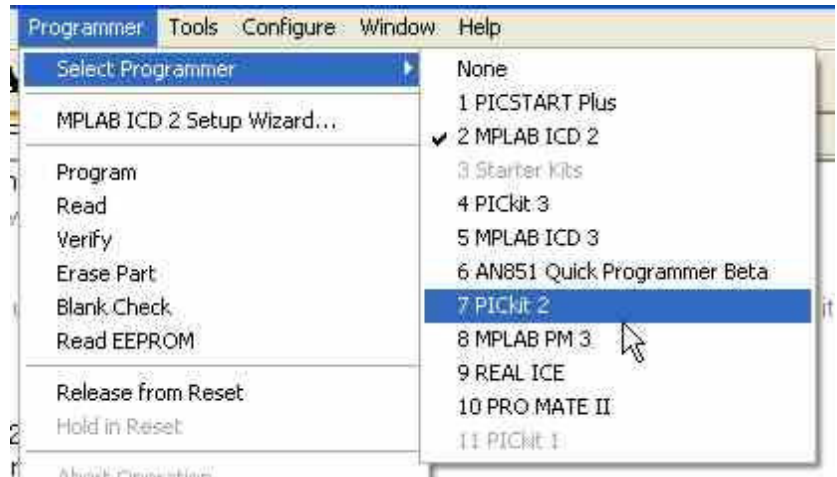 Programmer Tools Configure Window Help
Select Programmer
MPLAB ICD 2 Setup Wizard...
Program
Read
Verify
Erase Part
Blank Check
Read EEPROM
Release from Reset
Hold in Reset
Abort Operation
None
1 PICSTART Plus
2 MPLAB ICD 2
3 Starter Kits
4 PICkit 3
5 MPLAB ICD 3
6 AN851 Quick Programmer Beta
7 PICkit 2
8 MPLAB PM 3
9 REAL ICE
10 PRO MATE II
11 PICkit 1